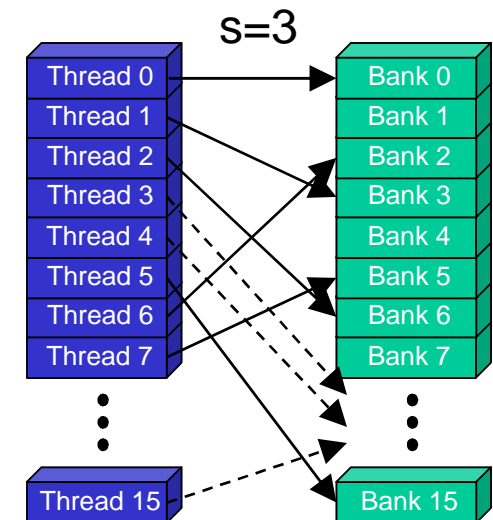 s=3
Thread 0
Thread 1
Thread 2
Thread 3
Thread 4
Thread 5
Thread 6
Thread 7
Thread 15
Bank 0
Bank 1
Bank 2
Bank 3
Bank 4
Bank 5
Bank 6
Bank 7
Bank 15